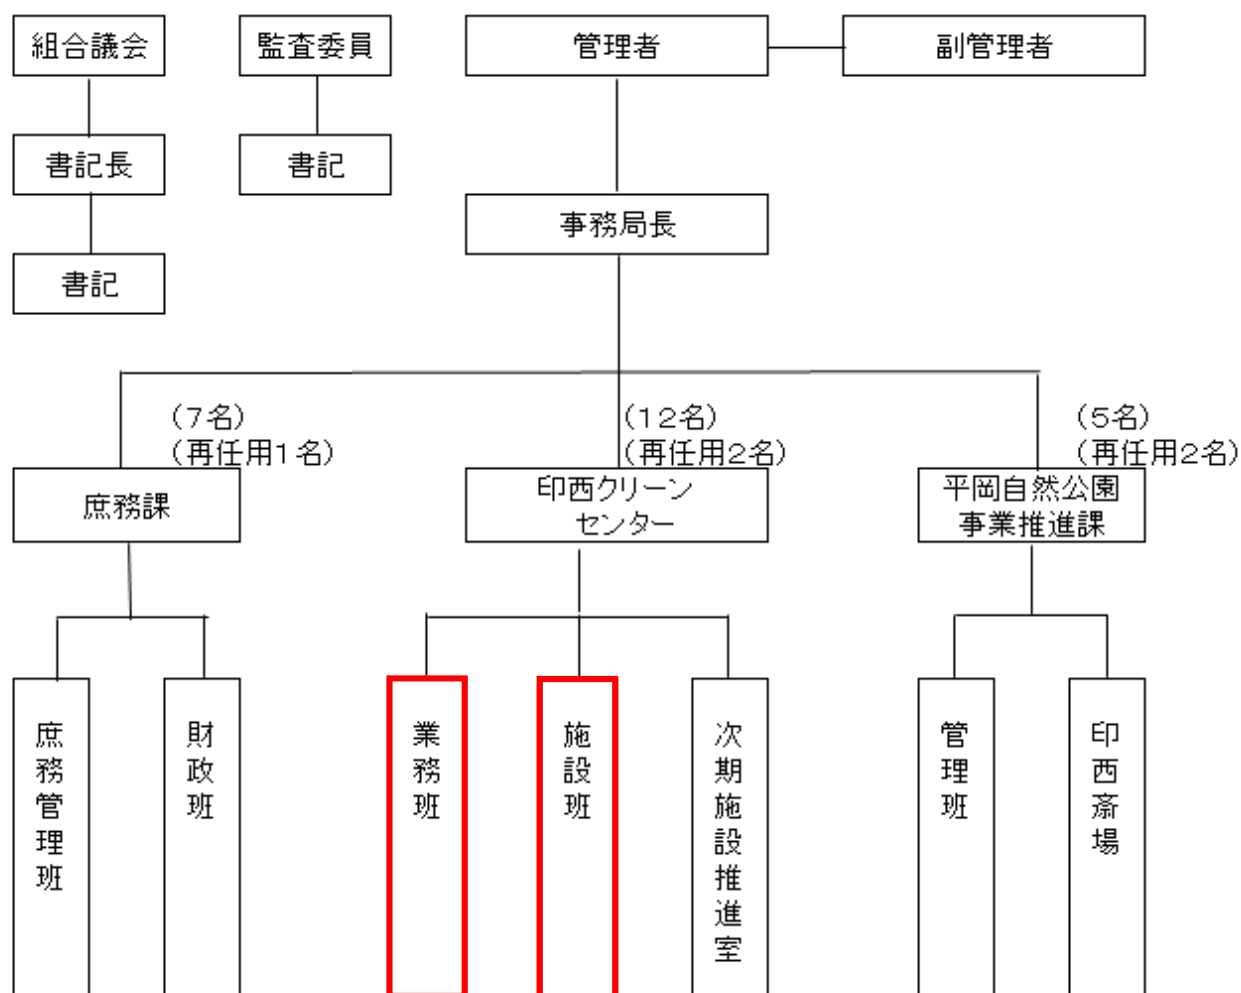 組合議会
監査委員
管理者
副管理者
書記長
書記
事務局長
書記
(7名)
(再任用1名)
(12名)
(再任用2名)
(5名)
(再任用2名)
庶務課
印西クリーン
センター
平岡自然公園
事業推進課
庶務管理班
財政班
業務班
施設班
次期施設推進室
管理班
印西斎場